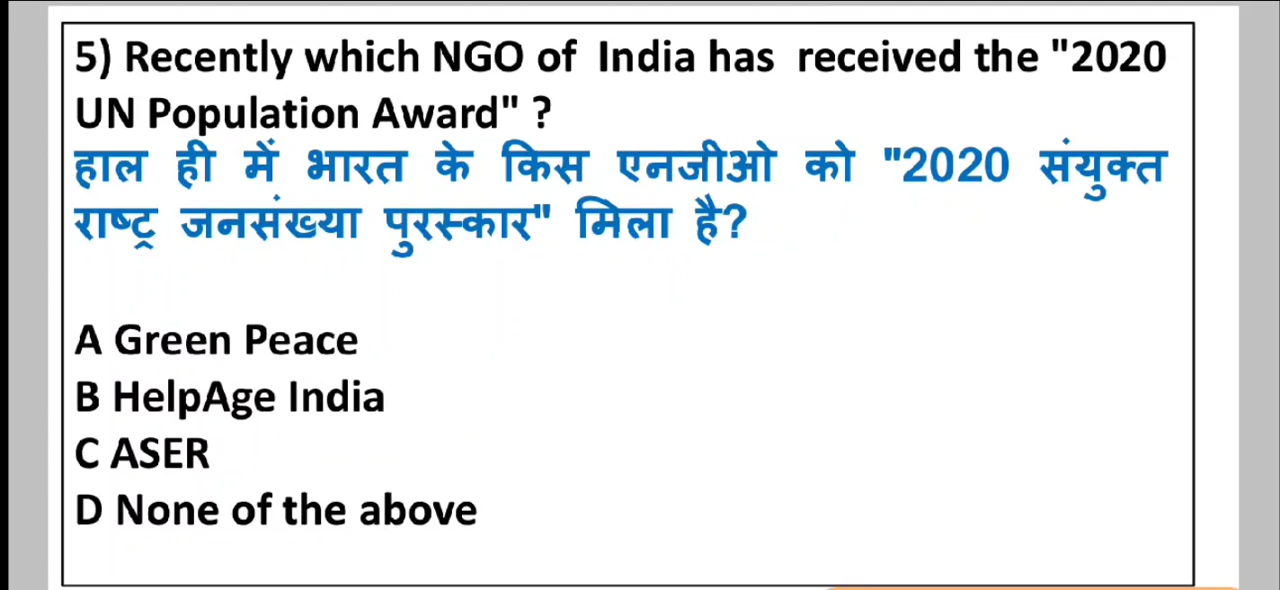 5) Recently which NGO of India has received the "2020
UN Population Award" ?
हाल ही में भारत के किस एनजीओ को "2020 संयुक्त
राष्ट्र जनसंख्या पुरस्कार" मिला है?
A Green Peace
B HelpAge India
C ASER
D None of the above